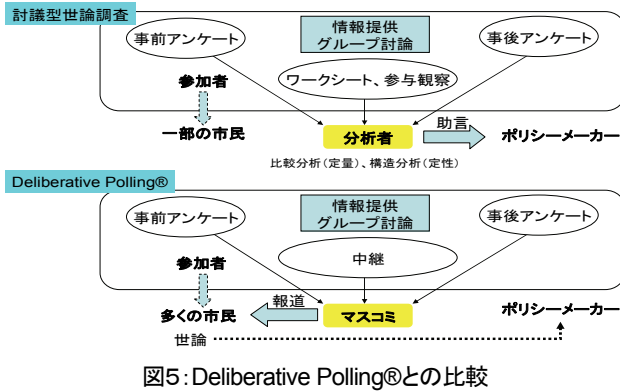 討議型世論調査
事前アンケート
情報提供
グループ討論
事後アンケート
参加者
ワークシート、参与観察
一部の市民
分析者
助言
ポリシーメーカー
比較分析(定量)、構造分析(定性)
Deliberative Polling®
事前アンケート
情報提供
グループ討論
事後アンケート
参加者
中継
多くの市民
報道
マスコミ
ポリシーメーカー
世論
図5:Deliberative Polling®との比較